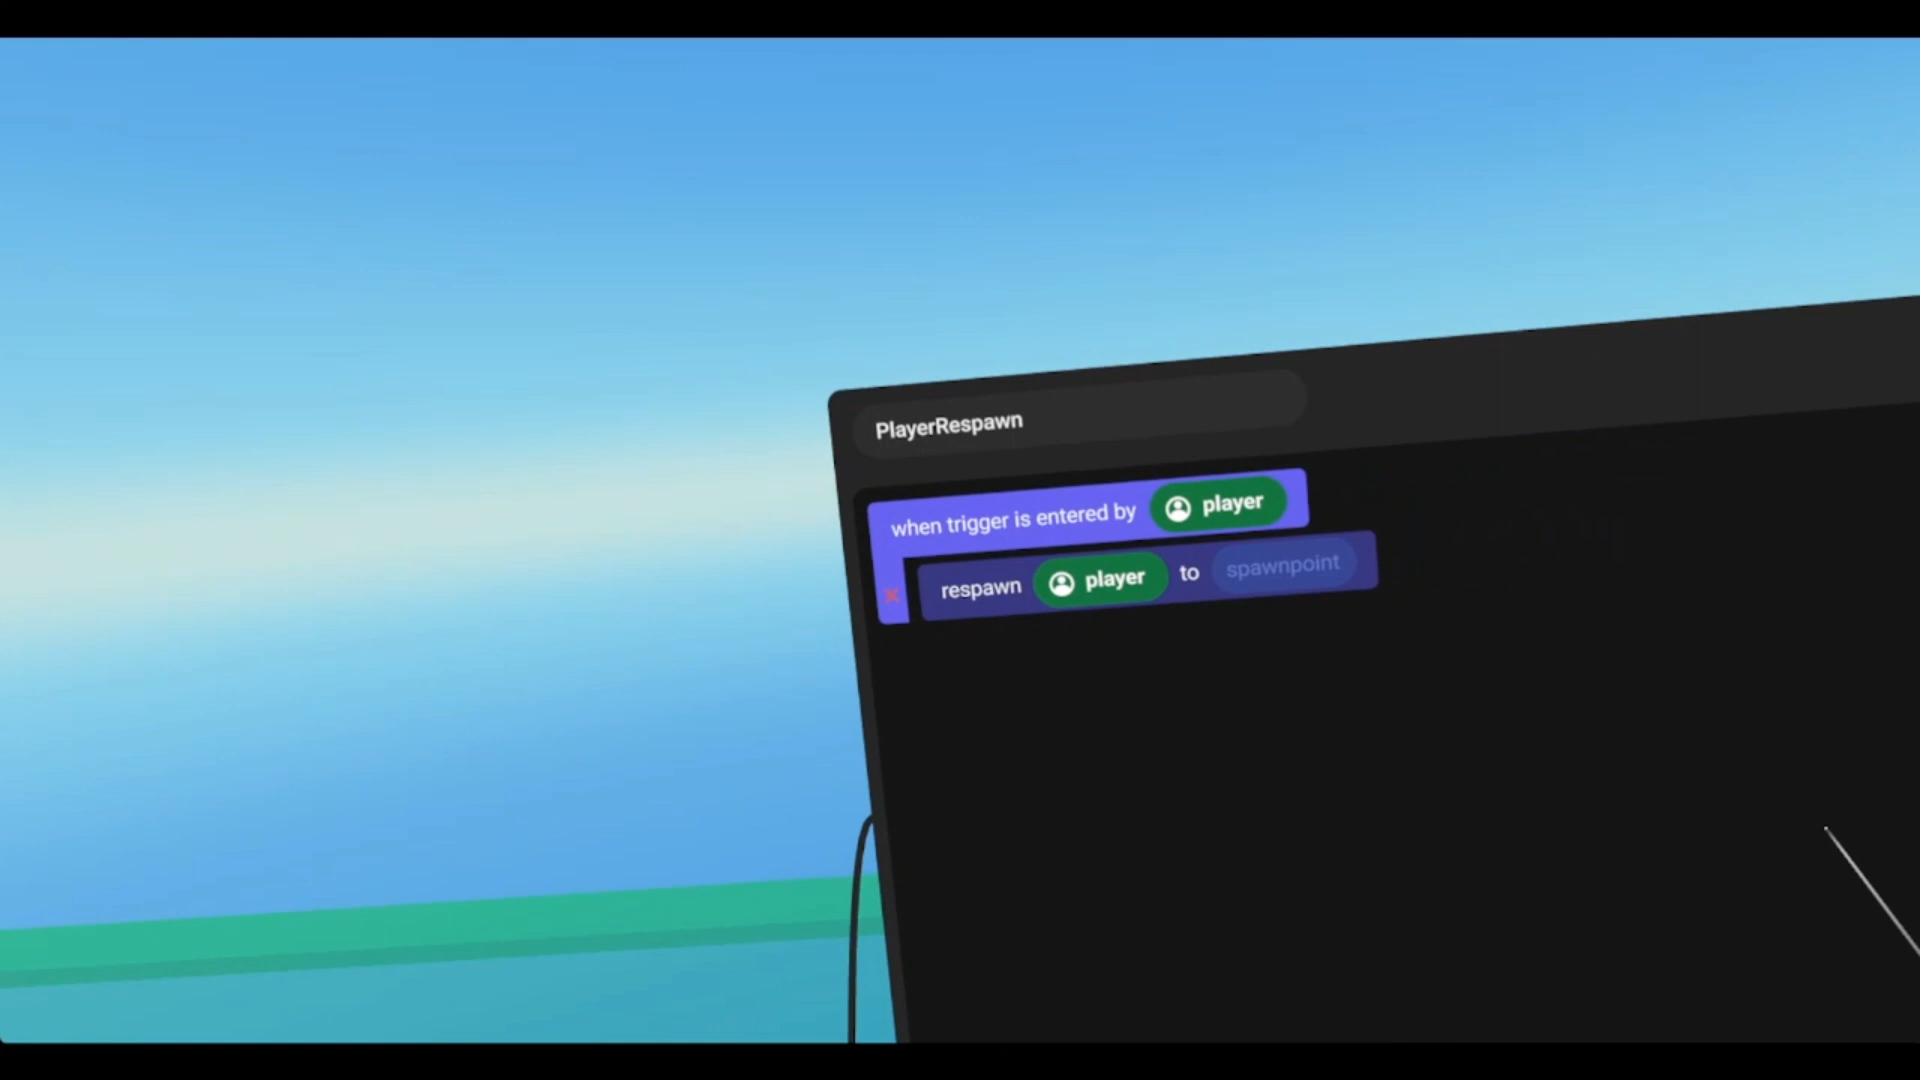 PlayerRespawn
when trigger is entered by player
respawn player to spawnpoint